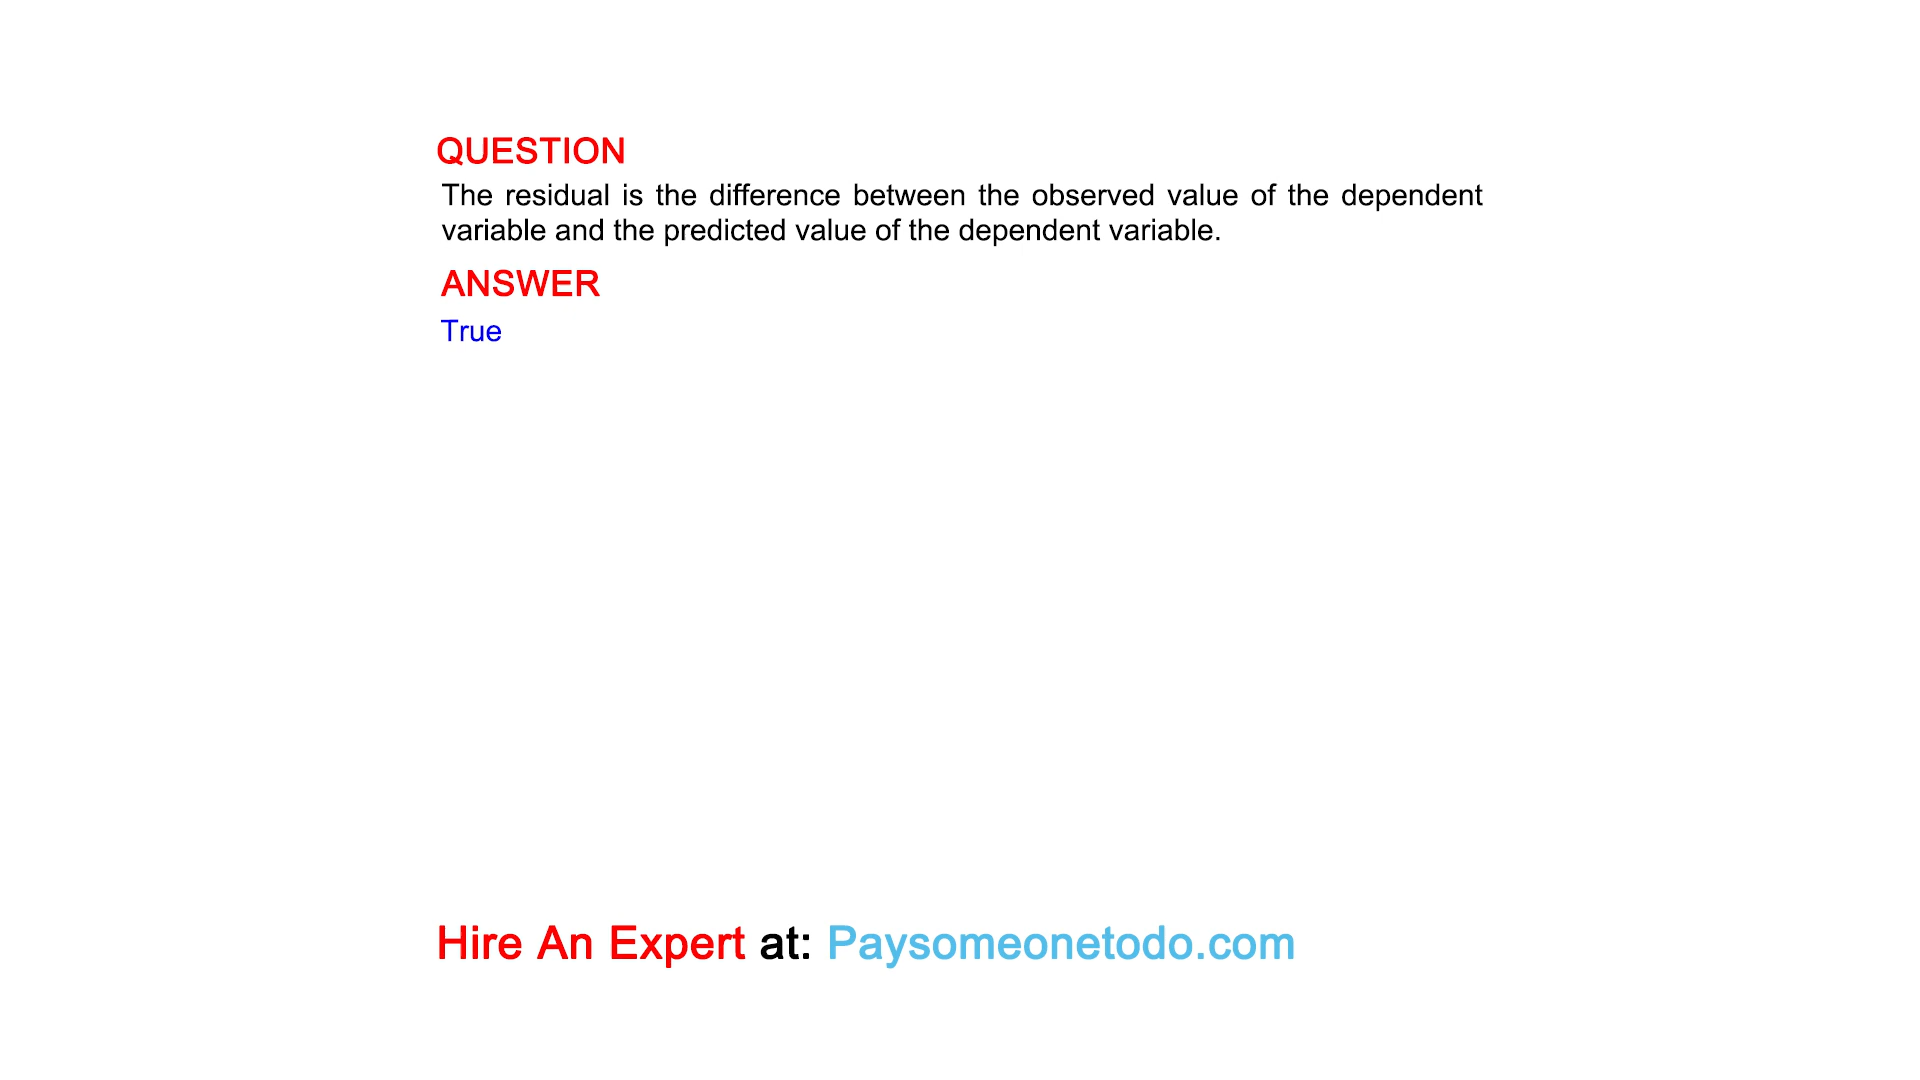 QUESTION
The residual is the difference between the observed value of the dependent
variable and the predicted value of the dependent variable.
ANSWER
True
Hire An Expert at: Paysomeonetodo.com